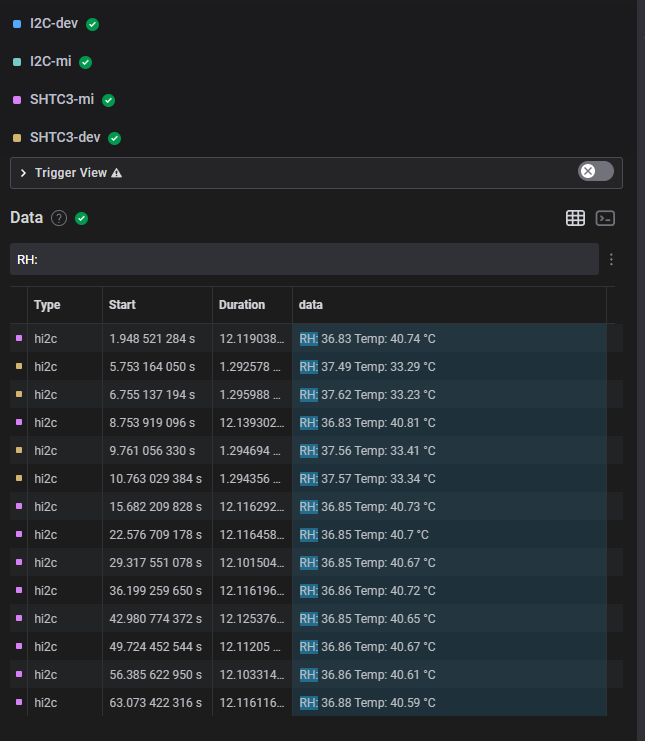 I2C-dev
I2C-mi
SHTC3-mi
SHTC3-dev
Trigger View
Data ?
RH:
Type Start Duration data
hi2c 1.948 521 284 s 12.119038... RH: 36.83 Temp: 40.74 °C
hi2c 5.753 164 050 s 1.292578 ... RH: 37.49 Temp: 33.29 °C
hi2c 6.755 137 194 s 1.295988 ... RH: 37.62 Temp: 33.23 °C
hi2c 8.753 919 096 s 12.139302... RH: 36.83 Temp: 40.81 °C
hi2c 9.761 056 330 s 1.294694 ... RH: 37.56 Temp: 33.41 °C
hi2c 10.763 029 384 s 1.294356 ... RH: 37.57 Temp: 33.34 °C
hi2c 15.682 209 828 s 12.116292... RH: 36.85 Temp: 40.73 °C
hi2c 22.576 709 178 s 12.116458... RH: 36.85 Temp: 40.7 °C
hi2c 29.317 551 078 s 12.101504... RH: 36.85 Temp: 40.67 °C
hi2c 36.199 259 650 s 12.116196... RH: 36.86 Temp: 40.72 °C
hi2c 42.980 774 372 s 12.125376... RH: 36.85 Temp: 40.65 °C
hi2c 49.724 452 544 s 12.11205 ... RH: 36.86 Temp: 40.67 °C
hi2c 56.385 622 950 s 12.103314... RH: 36.86 Temp: 40.61 °C
hi2c 63.073 422 316 s 12.116116... RH: 36.88 Temp: 40.59 °C